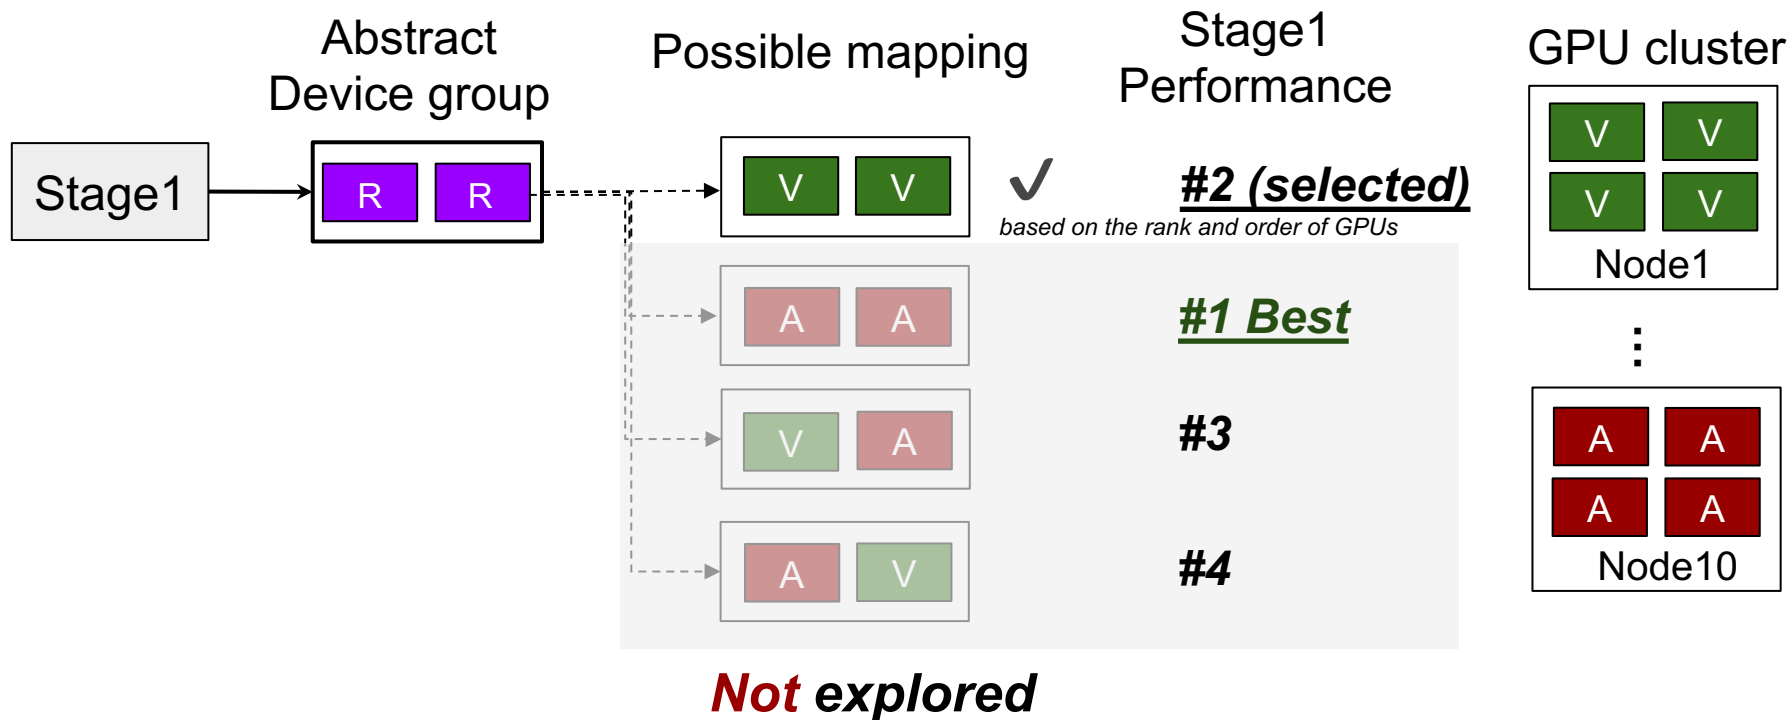 Abstract
Device group
Possible mapping
Stage1
Performance
GPU cluster
Stage1
R R
V V
✓
#2 (selected)
based on the rank and order of GPUs
A A
#1 Best
V A
#3
A V
#4
V V
V V
Node1
⋮
A A
A A
Node10
Not explored